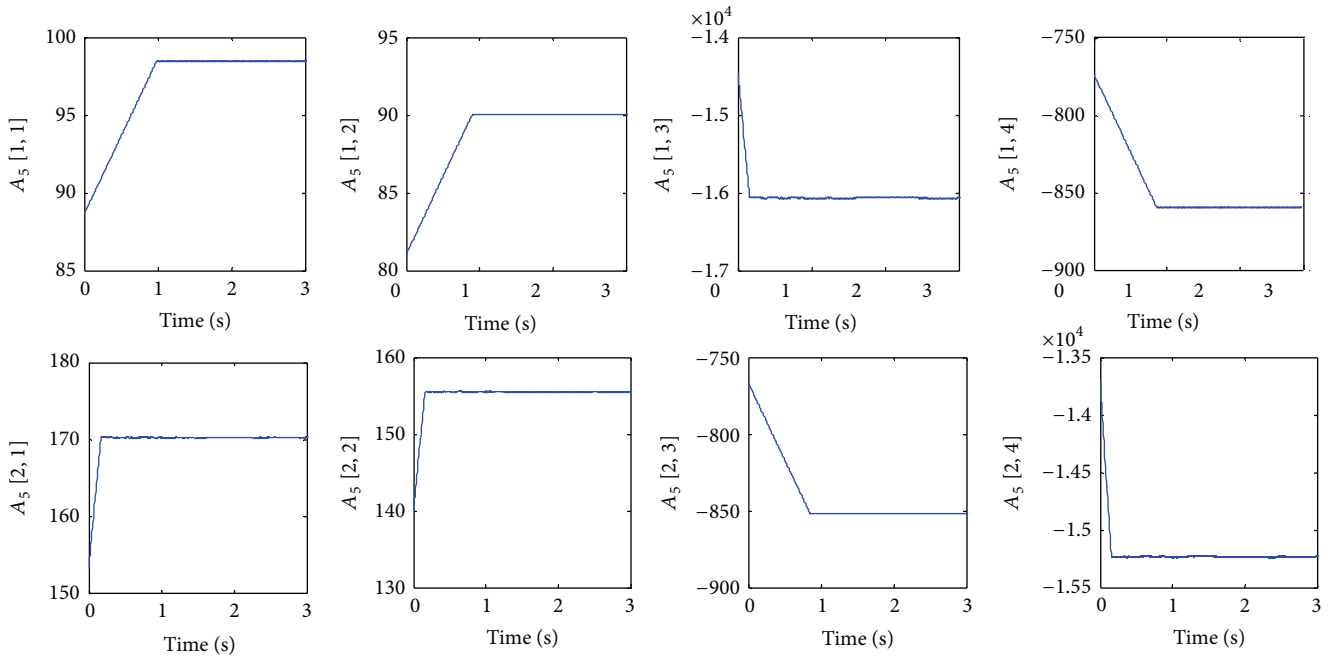 100
95
90
85
A5 [1, 1]
0 1 2 3
Time (s)
95
90
85
80
A5 [1, 2]
0 1 2 3
Time (s)
×10⁴
−1.4
−1.5
−1.6
−1.7
A5 [1, 3]
0 1 2 3
Time (s)
−750
−800
−850
−900
A5 [1, 4]
0 1 2 3
Time (s)
180
170
160
150
A5 [2, 1]
0 1 2 3
Time (s)
160
150
140
130
A5 [2, 2]
0 1 2 3
Time (s)
−750
−800
−850
−900
A5 [2, 3]
0 1 2 3
Time (s)
×10⁴
−1.35
−1.4
−1.45
−1.5
−1.55
A5 [2, 4]
0 1 2 3
Time (s)